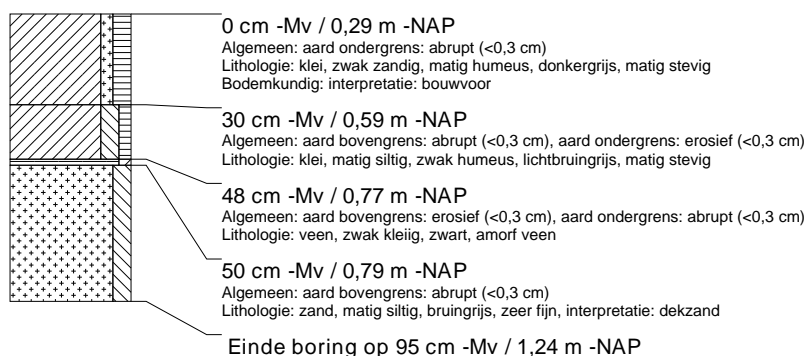 0 cm -Mv / 0,29 m -NAP
Algemeen: aard ondergrens: abrupt (<0,3 cm)
Lithologie: klei, zwak zandig, matig humeus, donkergrijs, matig stevig
Bodemkundig: interpretatie: bouwvoor
30 cm -Mv / 0,59 m -NAP
Algemeen: aard bovengrens: abrupt (<0,3 cm), aard ondergrens: erosief (<0,3 cm)
Lithologie: klei, matig siltig, zwak humeus, lichtbruingrijs, matig stevig
48 cm -Mv / 0,77 m -NAP
Algemeen: aard bovengrens: erosief (<0,3 cm), aard ondergrens: abrupt (<0,3 cm)
Lithologie: veen, zwak kleiig, zwart, amorf veen
50 cm -Mv / 0,79 m -NAP
Algemeen: aard bovengrens: abrupt (<0,3 cm)
Lithologie: zand, matig siltig, bruingrijs, zeer fijn, interpretatie: dekzand
Einde boring op 95 cm -Mv / 1,24 m -NAP